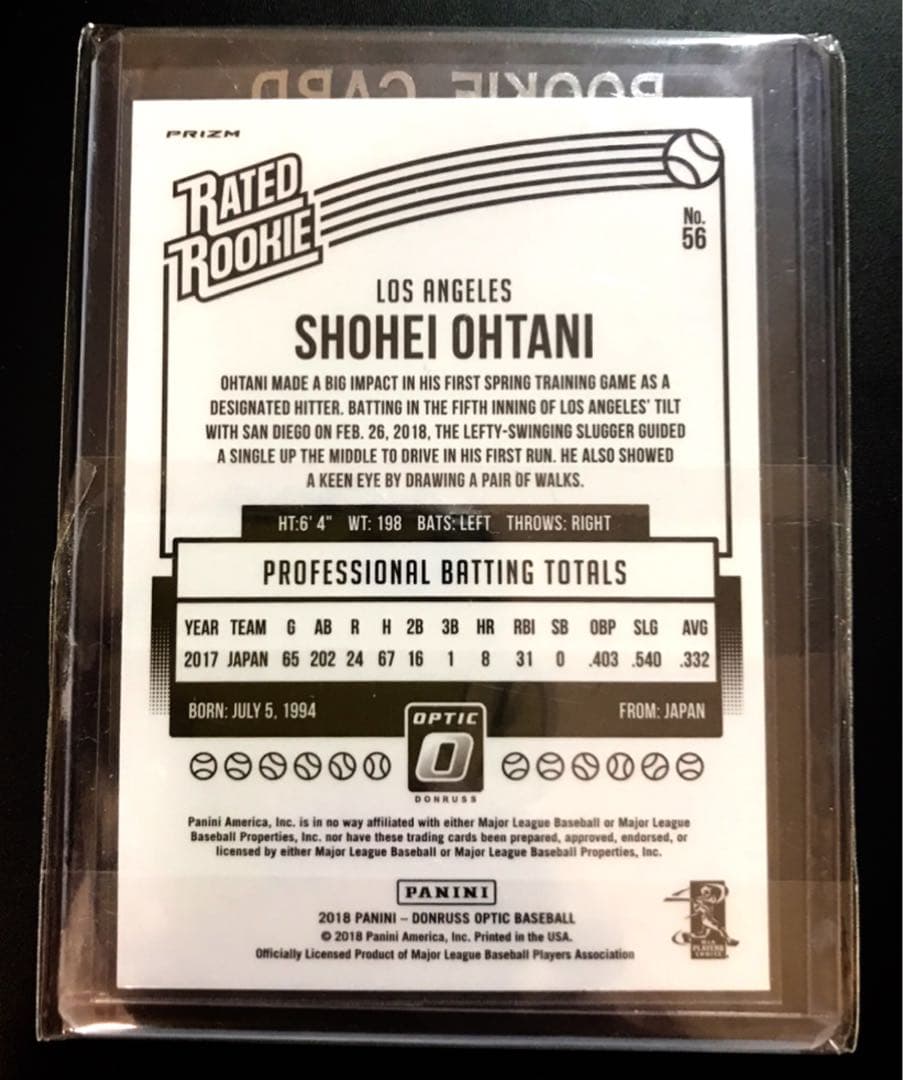 ROOKIE CARD
PRIZM
RATED
ROOKIE
No.
56
LOS ANGELES
SHOHEI OHTANI
OHTANI MADE A BIG IMPACT IN HIS FIRST SPRING TRAINING GAME AS A
DESIGNATED HITTER. BATTING IN THE FIFTH INNING OF LOS ANGELES' TILT
WITH SAN DIEGO ON FEB. 26, 2018, THE LEFTY-SWINGING SLUGGER GUIDED
A SINGLE UP THE MIDDLE TO DRIVE IN HIS FIRST RUN. HE ALSO SHOWED
A KEEN EYE BY DRAWING A PAIR OF WALKS.
HT:6' 4" WT: 198 BATS: LEFT THROWS: RIGHT
PROFESSIONAL BATTING TOTALS
YEAR TEAM G AB R H 2B 3B HR RBI SB OBP SLG AVG
2017 JAPAN 65 202 24 67 16 1 8 31 0 .403 .540 .332
BORN: JULY 5, 1994 FROM: JAPAN
OPTIC
O
DONRUSS
Panini America, Inc. is in no way affiliated with either Major League Baseball or Major League
Baseball Properties, Inc. nor have these trading cards been prepared, approved, endorsed, or
licensed by either Major League Baseball or Major League Baseball Properties, Inc.
PANINI
2018 PANINI – DONRUSS OPTIC BASEBALL
© 2018 Panini America, Inc. Printed in the USA.
Officially Licensed Product of Major League Baseball Players Association
PLAYERS